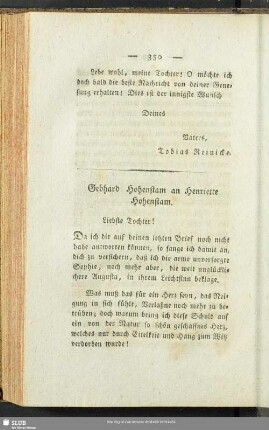 — 350 —
Lebe wohl, meine Tochter! O möchte ich
doch bald die beste Nachricht von deiner Gene-
sung erhalten! Dies ist der innigste Wunsch
Deines
Vaters,
Tobias Reinicke.
Gebhard Hohenstam an Henriette
Hohenstam.
Liebste Tochter!
Da ich dir auf deinen letzten Brief noch nicht
habe antworten können, so fange ich damit an,
dich zu versichern, daß ich die arme unversorgte
Sophie, noch mehr aber, die weit unglückli-
chere Augusta, in ihrem Leichtsinn beklage.
Was muß das für ein Herz seyn, das Nei-
gung in sich fühlt, Verlaßne noch mehr zu be-
trüben; doch warum bring ich diese Schuld auf
ein von der Natur so schön geschaffnes Herz,
welches nur durch Eitelkeit und Hang zum Witz
verdorben wurde!
SLUB